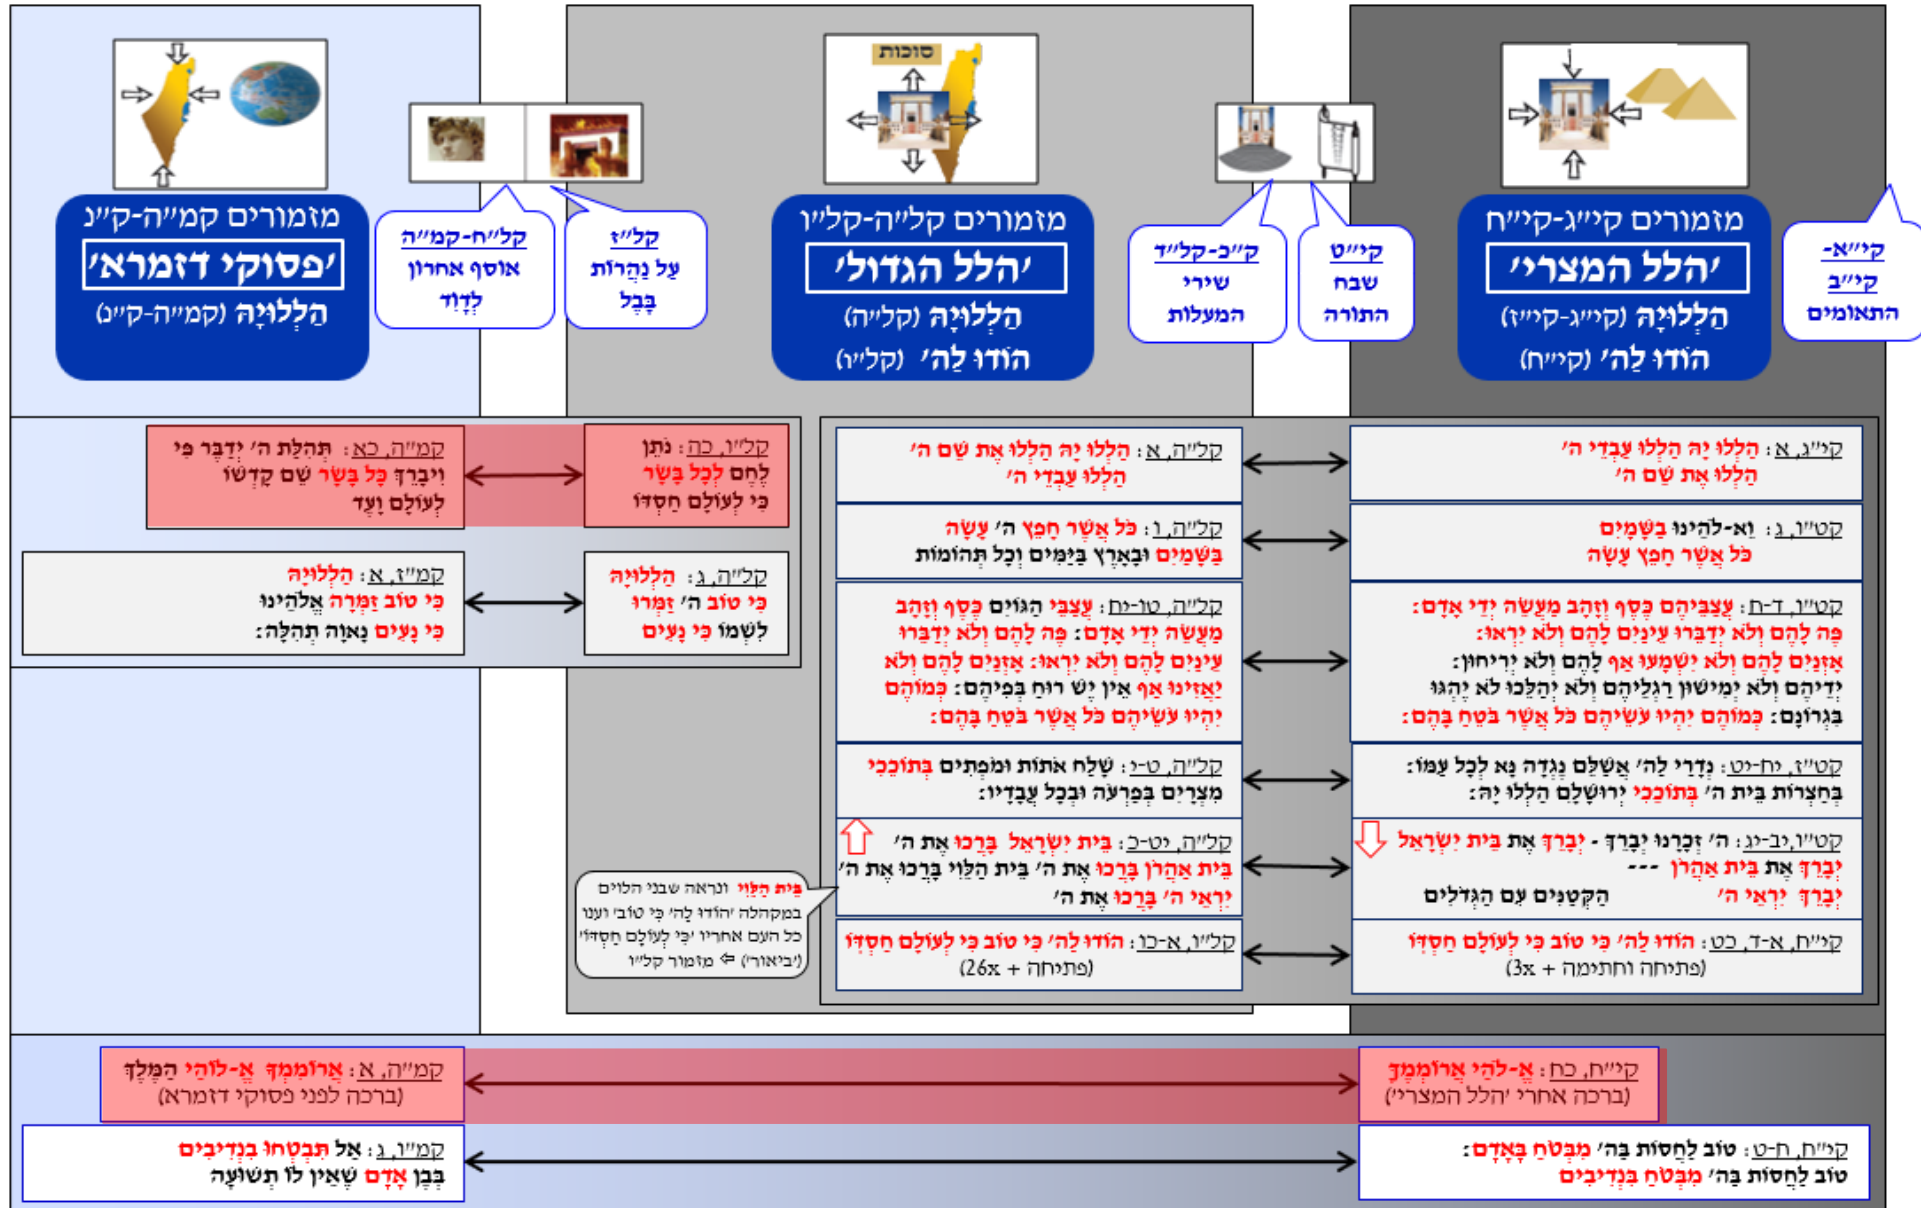 סוכות
מזמורים קי״ג-קי״ח
'הלל המצרי'
הַלְלוּיָהּ (קי״ג-קי״ז)
הוֹדוּ לַה' (קי״ח)
קי״א-
קי״ב
התאומים
קי״ט
שבח
התורה
ק״כ-קל״ד
שירי
המעלות
מזמורים קל״ה-קל״ו
'הלל הגדול'
הַלְלוּיָהּ (קל״ה)
הוֹדוּ לַה' (קל״ו)
קל״ז
עַל נַהֲרוֹת
בָּבֶל
קל״ח-קמ״ה
אוסף אחרון
לְדָוִד
מזמורים קמ״ה-ק״נ
'פסוקי דזמרא'
הַלְלוּיָהּ (קמ״ה-ק״נ)
קי״ג, א: הַלְלוּ יָהּ הַלְלוּ עַבְדֵי ה'
הַלְלוּ אֶת שֵׁם ה'
קל״ה, א: הַלְלוּ יָהּ הַלְלוּ אֶת שֵׁם ה'
הַלְלוּ עַבְדֵי ה'
קט״ו, ג: וֵא-לֹהֵינוּ בַשָּׁמָיִם
כֹּל אֲשֶׁר חָפֵץ עָשָׂה
קל״ה, ו: כֹּל אֲשֶׁר חָפֵץ ה' עָשָׂה
בַּשָּׁמַיִם וּבָאָרֶץ בַּיַּמִּים וְכָל תְּהוֹמוֹת
קט״ו, ד-ח: עֲצַבֵּיהֶם כֶּסֶף וְזָהָב מַעֲשֵׂה יְדֵי אָדָם:
פֶּה לָהֶם וְלֹא יְדַבֵּרוּ עֵינַיִם לָהֶם וְלֹא יִרְאוּ:
אָזְנַיִם לָהֶם וְלֹא יִשְׁמָעוּ אַף לָהֶם וְלֹא יְרִיחוּן:
יְדֵיהֶם וְלֹא יְמִישׁוּן רַגְלֵיהֶם וְלֹא יְהַלֵּכוּ לֹא יֶהְגּוּ
בִּגְרוֹנָם: כְּמוֹהֶם יִהְיוּ עֹשֵׂיהֶם כֹּל אֲשֶׁר בֹּטֵחַ בָּהֶם:
קל״ה, טו-יח: עֲצַבֵּי הַגּוֹיִם כֶּסֶף וְזָהָב
מַעֲשֵׂה יְדֵי אָדָם: פֶּה לָהֶם וְלֹא יְדַבֵּרוּ
עֵינַיִם לָהֶם וְלֹא יִרְאוּ: אָזְנַיִם לָהֶם וְלֹא
יַאֲזִינוּ אַף אֵין יֶשׁ רוּחַ בְּפִיהֶם: כְּמוֹהֶם
יִהְיוּ עֹשֵׂיהֶם כֹּל אֲשֶׁר בֹּטֵחַ בָּהֶם:
קט״ז, יח-יט: נְדָרַי לַה' אֲשַׁלֵּם נֶגְדָה נָּא לְכָל עַמּוֹ:
בְּחַצְרוֹת בֵּית ה' בְּתוֹכֵכִי יְרוּשָׁלִָם הַלְלוּ יָהּ:
קל״ה, ט-י: שָׁלַח אֹתוֹת וּמֹפְתִים בְּתוֹכֵכִי
מִצְרָיִם בְּפַרְעֹה וּבְכָל עֲבָדָיו:
קט״ו,יב-יג: ה' זְכָרָנוּ יְבָרֵךְ - יְבָרֵךְ אֶת בֵּית יִשְׂרָאֵל
יְבָרֵךְ אֶת בֵּית אַהֲרֹן ---
יְבָרֵךְ יִרְאֵי ה' הַקְּטַנִּים עִם הַגְּדֹלִים
קל״ה, יט-כ: בֵּית יִשְׂרָאֵל בָּרְכוּ אֶת ה'
בֵּית אַהֲרֹן בָּרְכוּ אֶת ה' בֵּית הַלֵּוִי בָּרְכוּ אֶת ה'
יִרְאֵי ה' בָּרְכוּ אֶת ה'
בֵּית הַלֵּוִי ונראה שבני הלוים
במקהלה 'הוֹדוּ לַה' כִּי טוֹב' וענו
כל העם אחריו 'כִּי לְעוֹלָם חַסְדּוֹ'
('ביאור') ⇦ מזמור קל״ו
קי״ח, א-ד, כט: הוֹדוּ לַה' כִּי טוֹב כִּי לְעוֹלָם חַסְדּוֹ
(פתיחה וחתימה + 3x)
קל״ו, א-כו: הוֹדוּ לַה' כִּי טוֹב כִּי לְעוֹלָם חַסְדּוֹ
(פתיחה + 26x)
קל״ו, כה: נֹתֵן
לֶחֶם לְכָל בָּשָׂר
כִּי לְעוֹלָם חַסְדּוֹ
קמ״ה, כא: תְּהִלַּת ה' יְדַבֶּר פִּי
וִיבָרֵךְ כָּל בָּשָׂר שֵׁם קָדְשׁוֹ
לְעוֹלָם וָעֶד
קל״ה, ג: הַלְלוּיָהּ
כִּי טוֹב ה' זַמְּרוּ
לִשְׁמוֹ כִּי נָעִים
קמ״ז, א: הַלְלוּיָהּ
כִּי טוֹב זַמְּרָה אֱלֹהֵינוּ
כִּי נָעִים נָאוָה תְהִלָּה:
קי״ח, כח: אֱ-לֹהַי אֲרוֹמְמֶךָּ
(ברכה אחרי 'הלל המצרי')
קמ״ה, א: אֲרוֹמִמְךָ אֱ-לוֹהַי הַמֶּלֶךְ
(ברכה לפני פסוקי דזמרא)
קי״ח, ח-ט: טוֹב לַחֲסוֹת בַּה' מִבְּטֹחַ בָּאָדָם:
טוֹב לַחֲסוֹת בַּה' מִבְּטֹחַ בִּנְדִיבִים
קמ״ו, ג: אַל תִּבְטְחוּ בִנְדִיבִים
בְּבֶן אָדָם שֶׁאֵין לוֹ תְשׁוּעָה